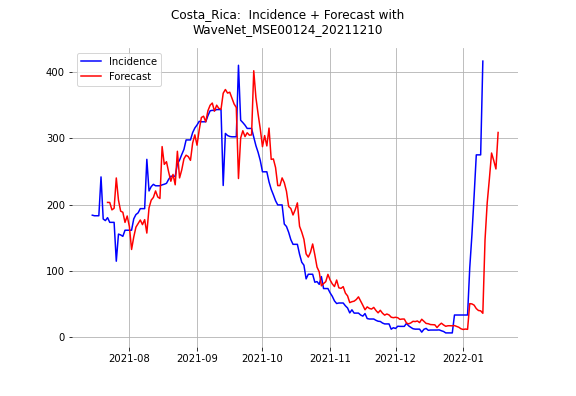 Costa_Rica:  Incidence + Forecast with
WaveNet_MSE00124_20211210
Incidence
Forecast
400
300
200
100
0
2021-08
2021-09
2021-10
2021-11
2021-12
2022-01